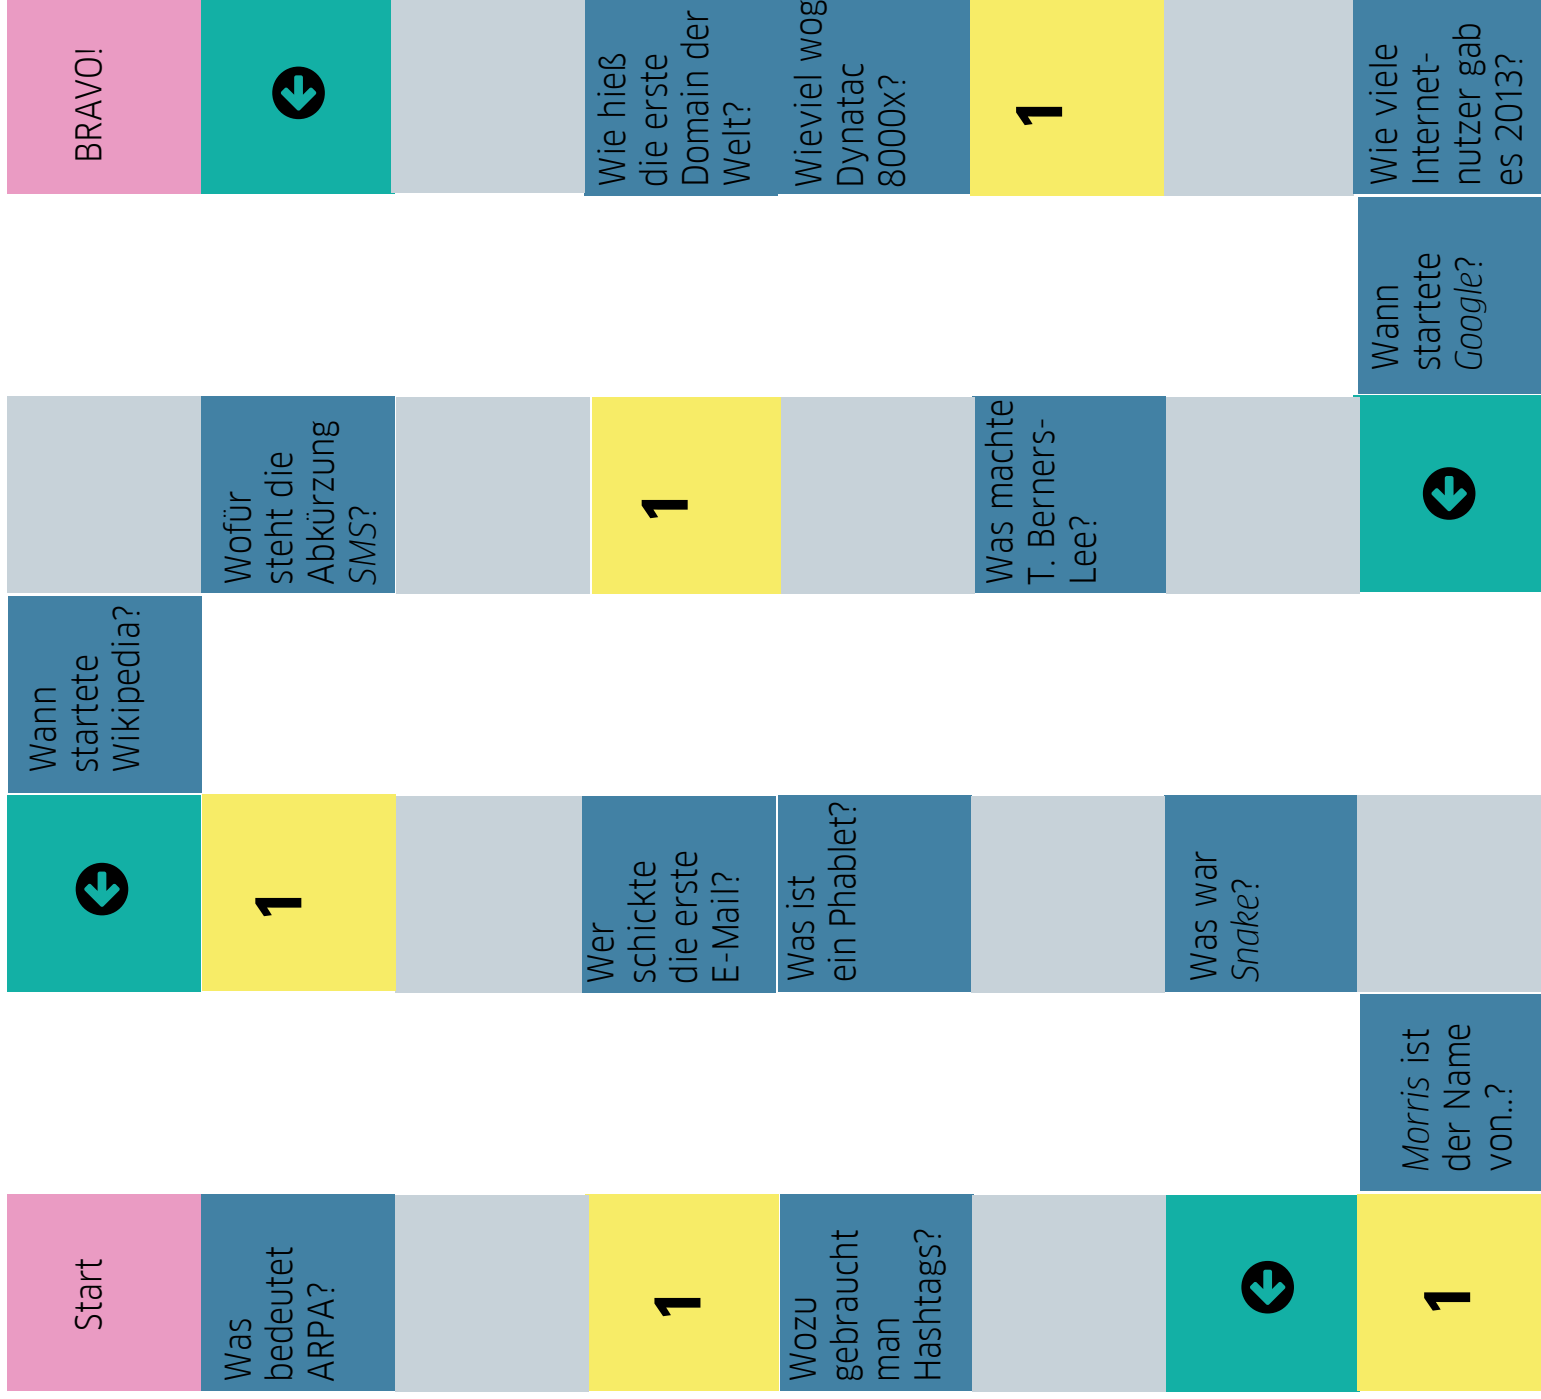 Start
Was
bedeutet
ARPA?
1
Wozu
gebraucht
man
Hashtags?
1
Morris ist
der Name
von..?
Was war
Snake?
Was ist
ein Phablet?
Wer
schickte
die erste
E-Mail?
1
Wann
startete
Wikipedia?
Wofür
steht die
Abkürzung
SMS?
1
Was machte
T. Berners-
Lee?
Wann
startete
Google?
Wie viele
Internet-
nutzer gab
es 2013?
1
Wieviel wog
Dynatac
8000x?
Wie hieß
die erste
Domain der
Welt?
BRAVO!